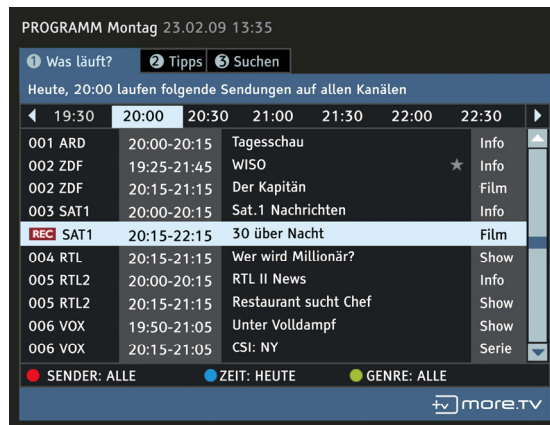 PROGRAMM Montag 23.02.09 13:35
1 Was läuft? 2 Tipps 3 Suchen
Heute, 20:00 laufen folgende Sendungen auf allen Kanälen
19:30 20:00 20:30 21:00 21:30 22:00 22:30
001 ARD 20:00-20:15 Tagesschau Info
002 ZDF 19:25-21:45 WISO Info
002 ZDF 20:15-21:15 Der Kapitän Film
003 SAT1 20:00-20:15 Sat.1 Nachrichten Info
REC SAT1 20:15-22:15 30 über Nacht Film
004 RTL 20:15-21:15 Wer wird Millionär? Show
005 RTL2 20:00-20:15 RTL II News Info
005 RTL2 20:15-21:15 Restaurant sucht Chef Show
006 VOX 19:50-21:05 Unter Volldampf Show
006 VOX 20:15-21:05 CSI: NY Serie
SENDER: ALLE ZEIT: HEUTE GENRE: ALLE
tv more.TV